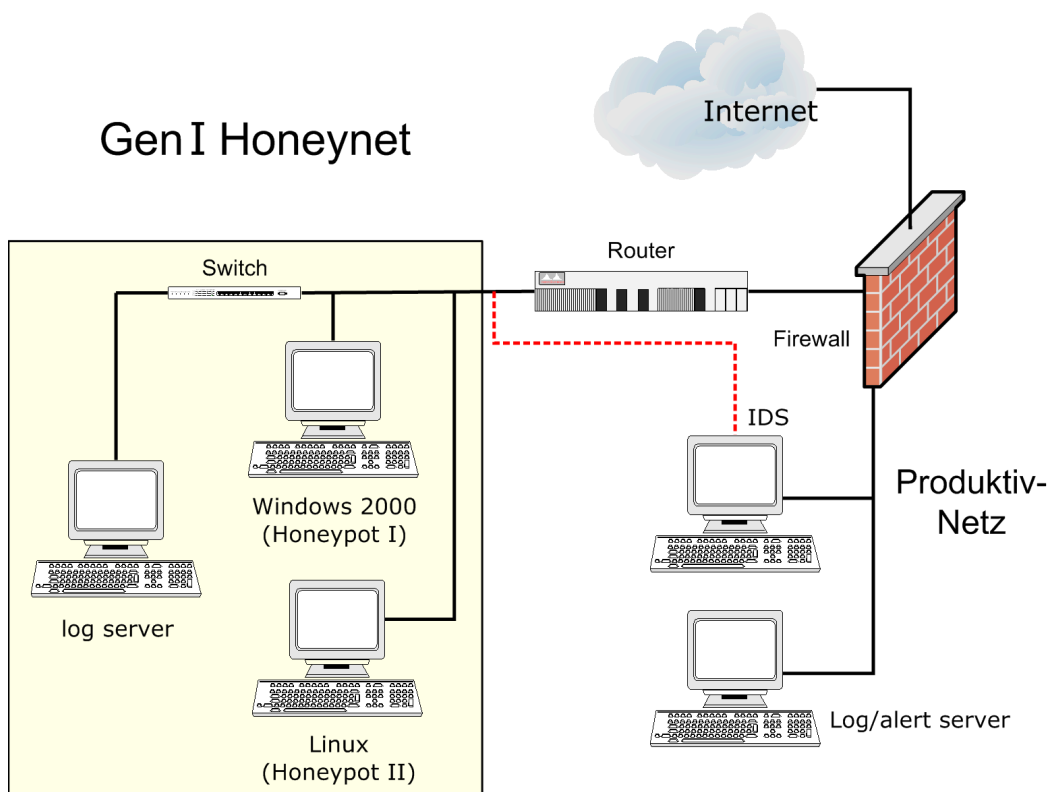 Internet
Gen I Honeynet
Router
Switch
Firewall
IDS
Produktiv-
Netz
Windows 2000
(Honeypot I)
log server
Log/alert server
Linux
(Honeypot II)